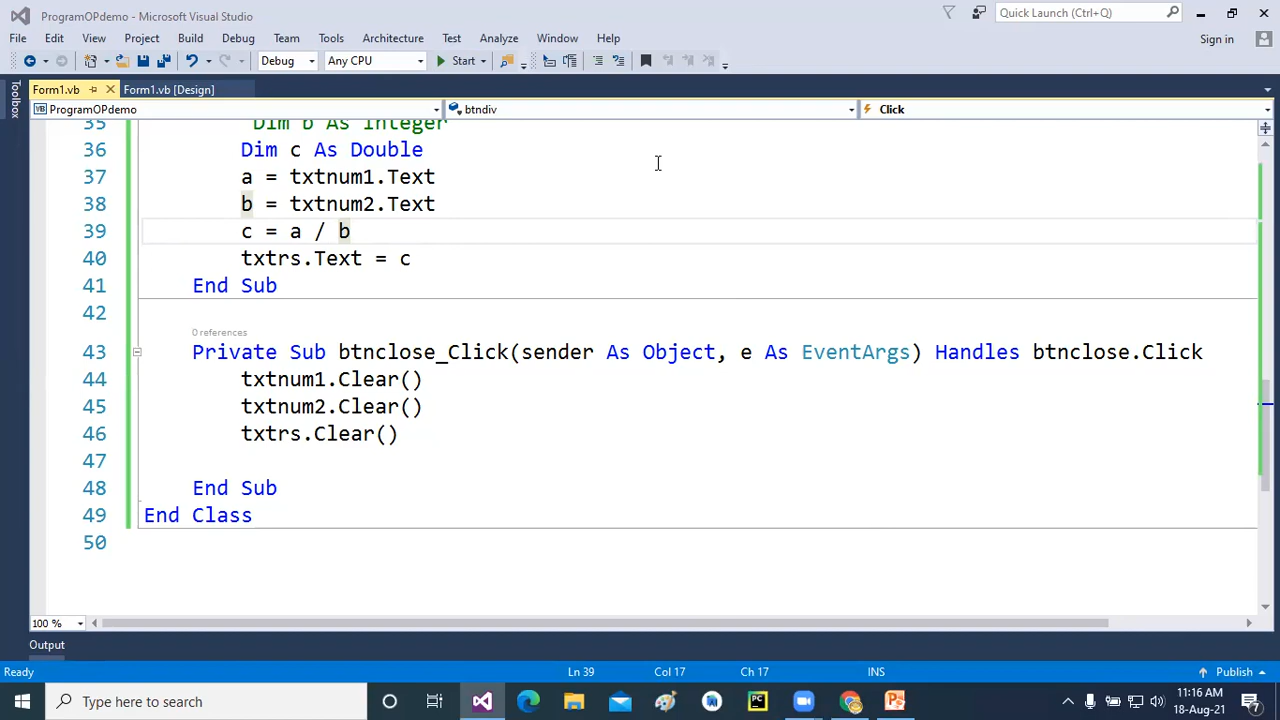 ProgramOPdemo - Microsoft Visual Studio
Quick Launch (Ctrl+Q)
File Edit View Project Build Debug Team Tools Architecture Test Analyze Window Help
Sign in
Debug Any CPU Start
Form1.vb Form1.vb [Design]
Toolbox
ProgramOPdemo btndiv Click
35 'Dim b As Integer
36 Dim c As Double
37 a = txtnum1.Text
38 b = txtnum2.Text
39 c = a / b
40 txtrs.Text = c
41 End Sub
42
0 references
43 Private Sub btnclose_Click(sender As Object, e As EventArgs) Handles btnclose.Click
44 txtnum1.Clear()
45 txtnum2.Clear()
46 txtrs.Clear()
47
48 End Sub
49 End Class
50
100 %
Output
Ready Ln 39 Col 17 Ch 17 INS Publish
Type here to search
PC
P
11:16 AM
18-Aug-21
7